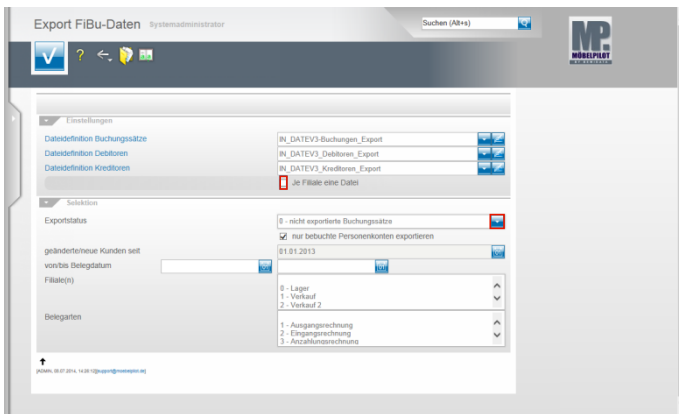 Export FiBu-Daten Systemadministrator
Suchen (Alt+s)
MP
MÖBELPILOT
?
Einstellungen
Dateidefinition Buchungssätze IN_DATEV3-Buchungen_Export
Dateidefinition Debitoren IN_DATEV3_Debitoren_Export
Dateidefinition Kreditoren IN_DATEV3_Kreditoren_Export
Je Filiale eine Datei
Selektion
Exportstatus 0 - nicht exportierte Buchungssätze
nur bebuchte Personenkonten exportieren
geänderte/neue Kunden seit 01.01.2013
von/bis Belegdatum
Filiale(n)
0 - Lager
1 - Verkauf
2 - Verkauf 2
Belegarten
1 - Ausgangsrechnung
2 - Eingangsrechnung
3 - Anzahlungsrechnung